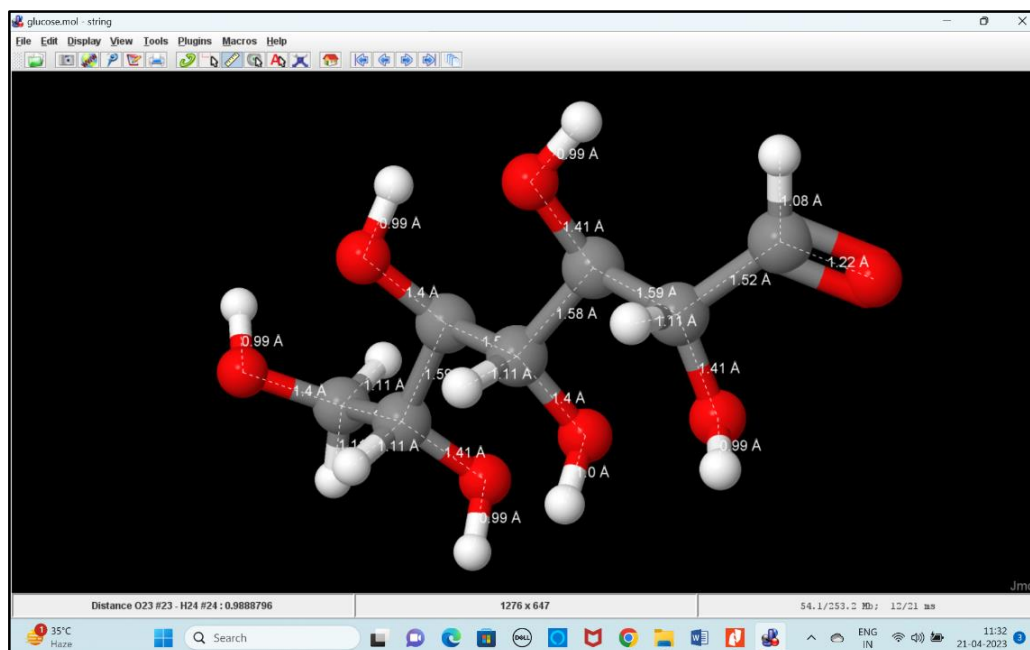 glucose.mol - string
File Edit Display View Tools Plugins Macros Help
0.99 A
0.99 A
1.08 A
1.41 A
1.22 A
1.4 A
1.59 A
1.52 A
1.11 A
1.58 A
0.99 A
1.11 A
1.11 A
1.41 A
1.4 A
1.4 A
1.11 A
1.41 A
1.0 A
0.99 A
0.99 A
Distance O23 #23 - H24 #24 : 0.9888796
1276 x 647
54.1/253.2 Mb; 12/21 ms
1
35°C
Haze
Search
DELL
ENG
IN
11:32
21-04-2023
3